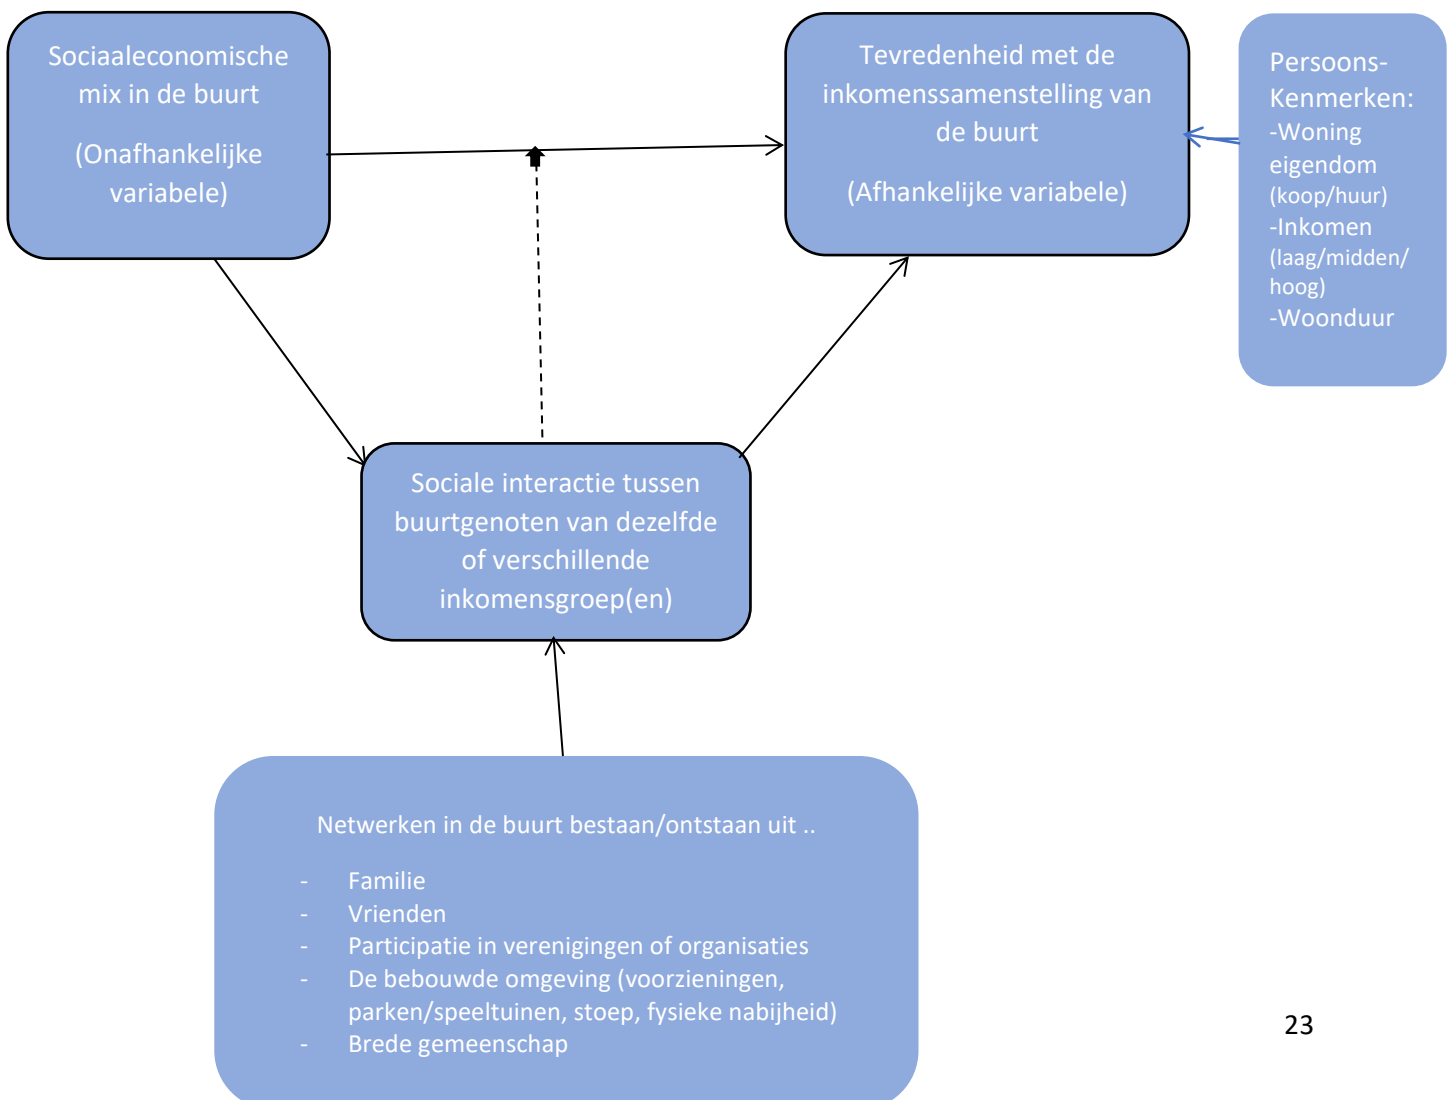 Sociaaleconomische
mix in de buurt
(Onafhankelijke
variabele)
Tevredenheid met de
inkomenssamenstelling van
de buurt
(Afhankelijke variabele)
Persoons-
Kenmerken:
-Woning
eigendom
(koop/huur)
-Inkomen
(laag/midden/
hoog)
-Woonduur
Sociale interactie tussen
buurtgenoten van dezelfde
of verschillende
inkomensgroep(en)
Netwerken in de buurt bestaan/ontstaan uit ..
- Familie
- Vrienden
- Participatie in verenigingen of organisaties
- De bebouwde omgeving (voorzieningen,
parken/speeltuinen, stoep, fysieke nabijheid)
- Brede gemeenschap
23